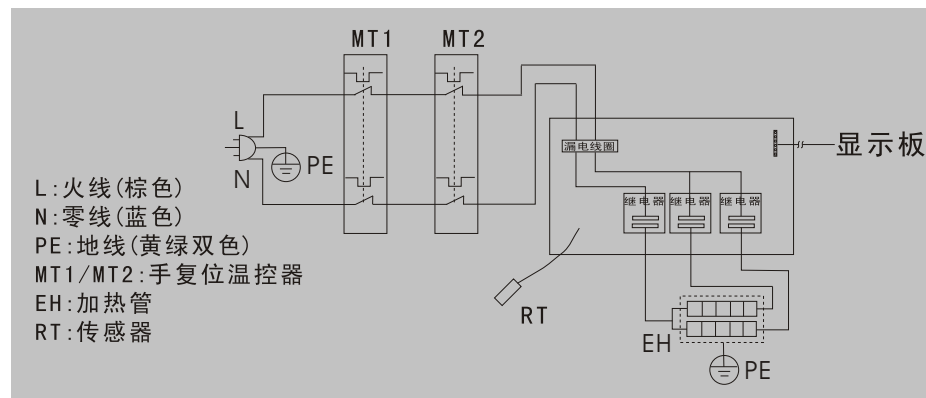 MT1 MT2
L
N
PE
漏电线圈
显示板
继电器 继电器 继电器
L:火线(棕色)
N:零线(蓝色)
PE:地线(黄绿双色)
MT1/MT2:手复位温控器
EH:加热管
RT:传感器
RT
EH
PE